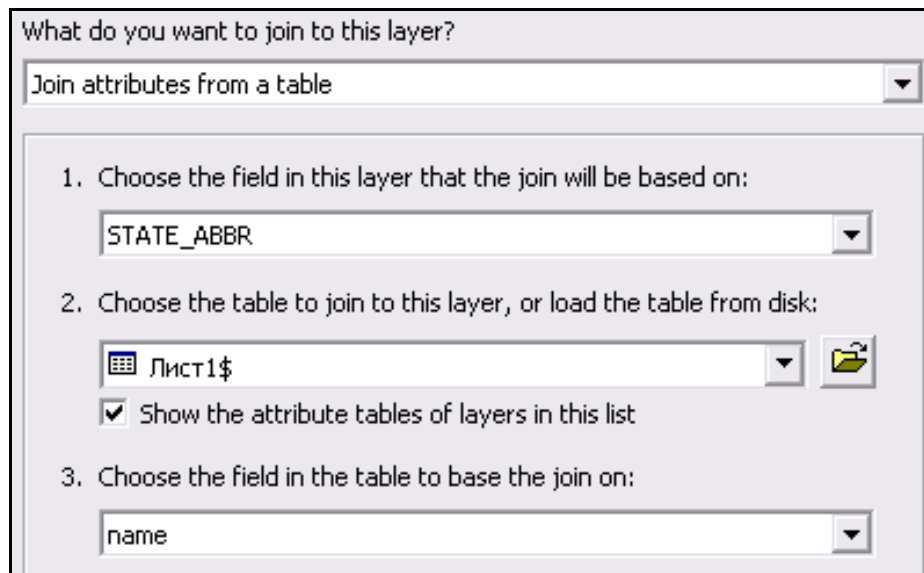 What do you want to join to this layer?
Join attributes from a table
1. Choose the field in this layer that the join will be based on:
STATE_ABBR
2. Choose the table to join to this layer, or load the table from disk:
Лист1$
Show the attribute tables of layers in this list
3. Choose the field in the table to base the join on:
name